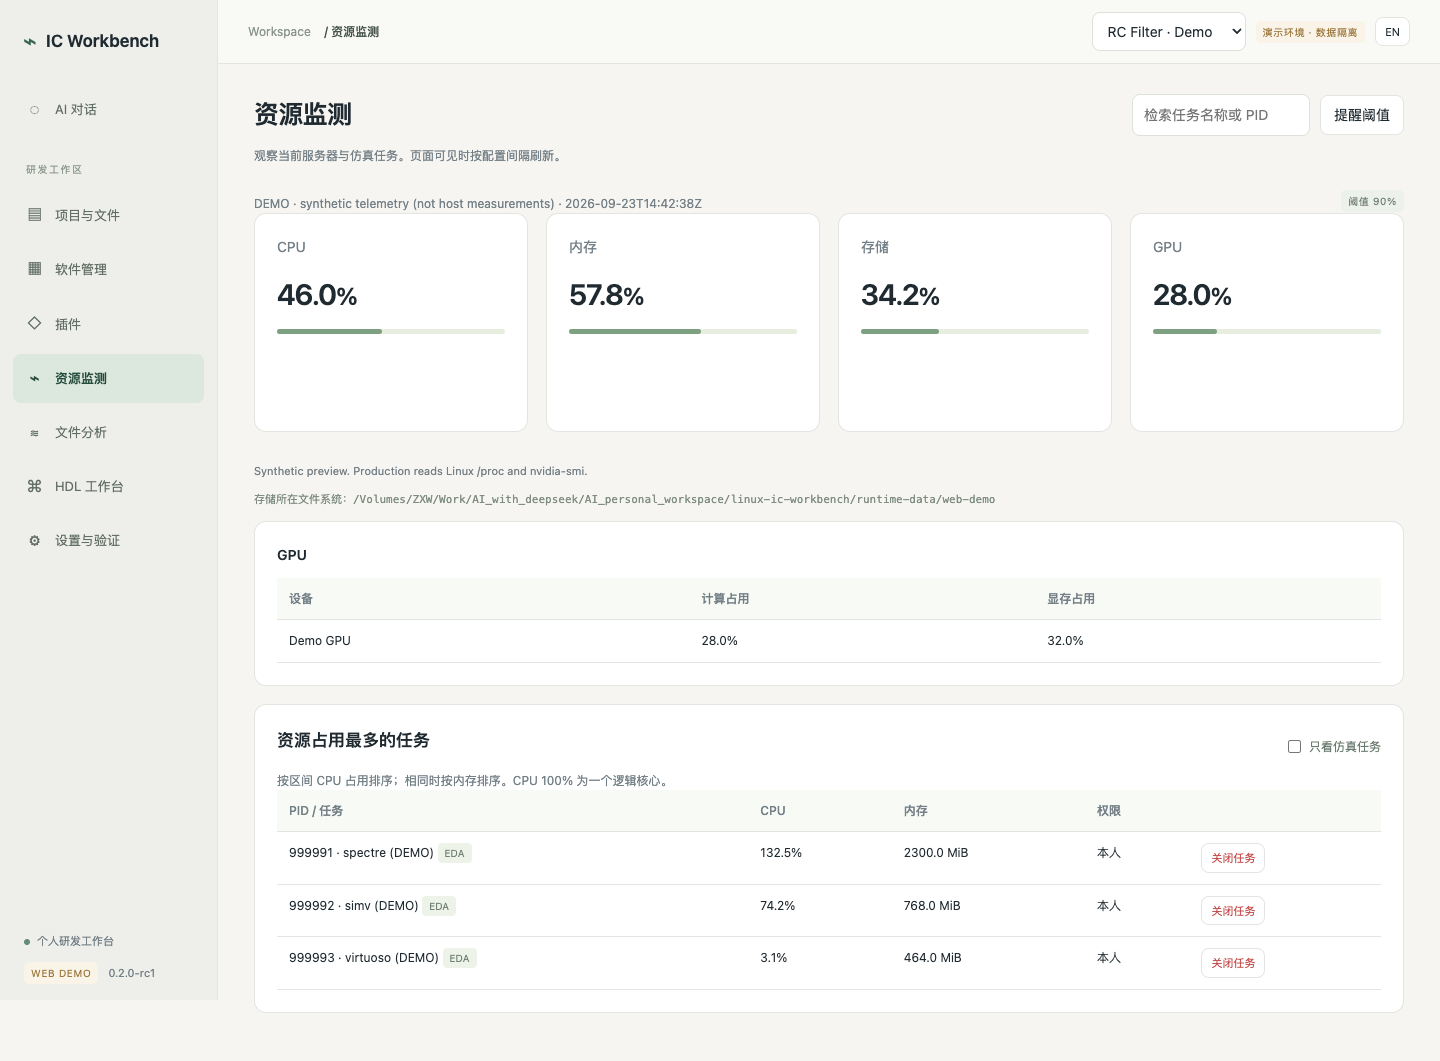 IC Workbench
AI 对话
研发工作区
项目与文件
软件管理
插件
资源监测
文件分析
HDL 工作台
设置与验证
个人研发工作台
WEB DEMO 0.2.0-rc1
Workspace / 资源监测
RC Filter · Demo
演示环境 · 数据隔离
EN
资源监测
检索任务名称或 PID
提醒阈值
观察当前服务器与仿真任务。页面可见时按配置间隔刷新。
DEMO · synthetic telemetry (not host measurements) · 2026-09-23T14:42:38Z
阈值 90%
CPU
46.0%
内存
57.8%
存储
34.2%
GPU
28.0%
Synthetic preview. Production reads Linux /proc and nvidia-smi.
存储所在文件系统: /Volumes/ZXW/Work/AI_with_deepseek/AI_personal_workspace/linux-ic-workbench/runtime-data/web-demo
GPU
设备 计算占用 显存占用
Demo GPU 28.0% 32.0%
资源占用最多的任务
只看仿真任务
按区间 CPU 占用排序；相同时按内存排序。CPU 100% 为一个逻辑核心。
PID / 任务 CPU 内存 权限
999991 · spectre (DEMO) EDA 132.5% 2300.0 MiB 本人 关闭任务
999992 · simv (DEMO) EDA 74.2% 768.0 MiB 本人 关闭任务
999993 · virtuoso (DEMO) EDA 3.1% 464.0 MiB 本人 关闭任务